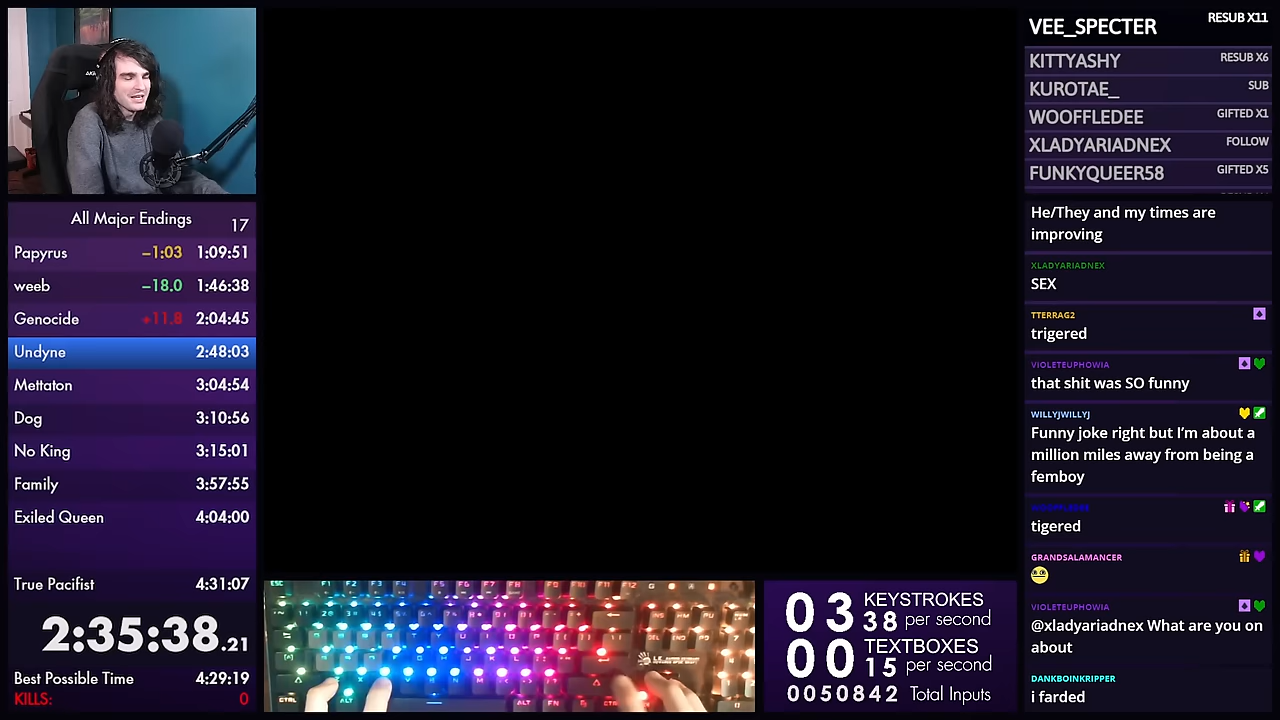 All Major Endings
17
Papyrus −1:03 1:09:51
weeb −18.0 1:46:38
Genocide +11.8 2:04:45
Undyne 2:48:03
Mettaton 3:04:54
Dog 3:10:56
No King 3:15:01
Family 3:57:55
Exiled Queen 4:04:00
True Pacifist 4:31:07
2:35:38.21
Best Possible Time 4:29:19
KILLS: 0
03 38 KEYSTROKES per second
00 15 TEXTBOXES per second
0050842 Total Inputs
VEE_SPECTER RESUB X11
KITTYASHY RESUB X6
KUROTAE_ SUB
WOOFFLEDEE GIFTED X1
XLADYARIADNEX FOLLOW
FUNKYQUEER58 GIFTED X5
He/They and my times are
improving
XLADYARIADNEX
SEX
TTERRAG2
trigered
VIOLETEUPHOWIA
that shit was SO funny
WILLYJWILLYJ
Funny joke right but I’m about a
million miles away from being a
femboy
tigered
GRANDSALAMANCER
VIOLETEUPHOWIA
@xladyariadnex What are you on
about
DANKBOINKRIPPER
i farded